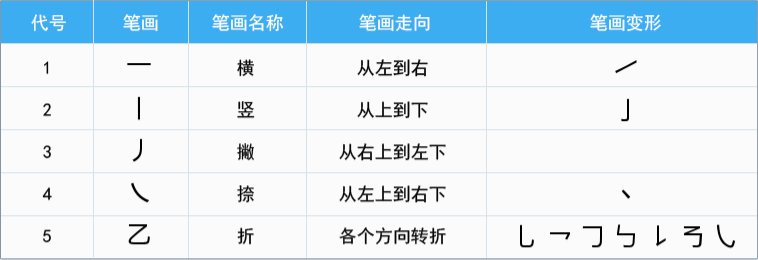 代号 笔画 笔画名称 笔画走向 笔画变形
1 一 横 从左到右 ㇀
2 丨 竖 从上到下 亅
3 丿 撇 从右上到左下
4 ㇏ 捺 从左上到右下 丶
5 乙 折 各个方向转折 ㇄ ㇖ ㇆ ㇉ ㇙ ㇋ ㇂